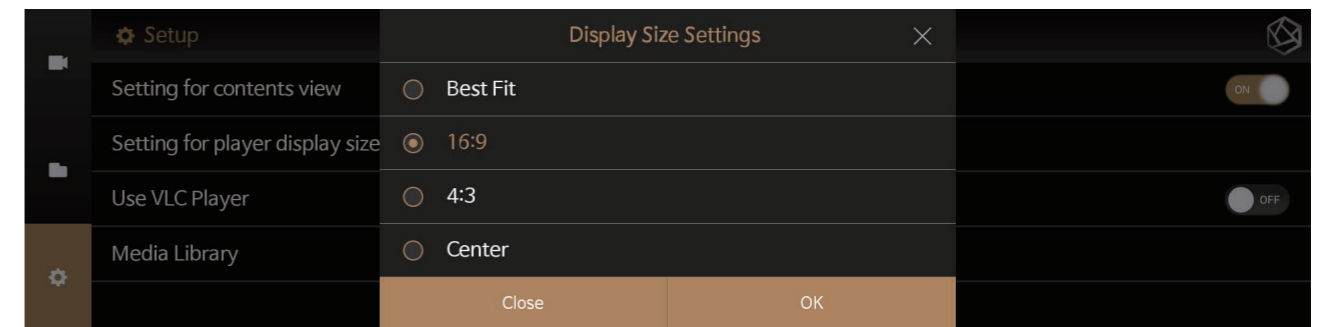 Setup
Display Size Settings
Setting for contents view
Best Fit
ON
Setting for player display size
16:9
Use VLC Player
4:3
OFF
Media Library
Center
Close
OK